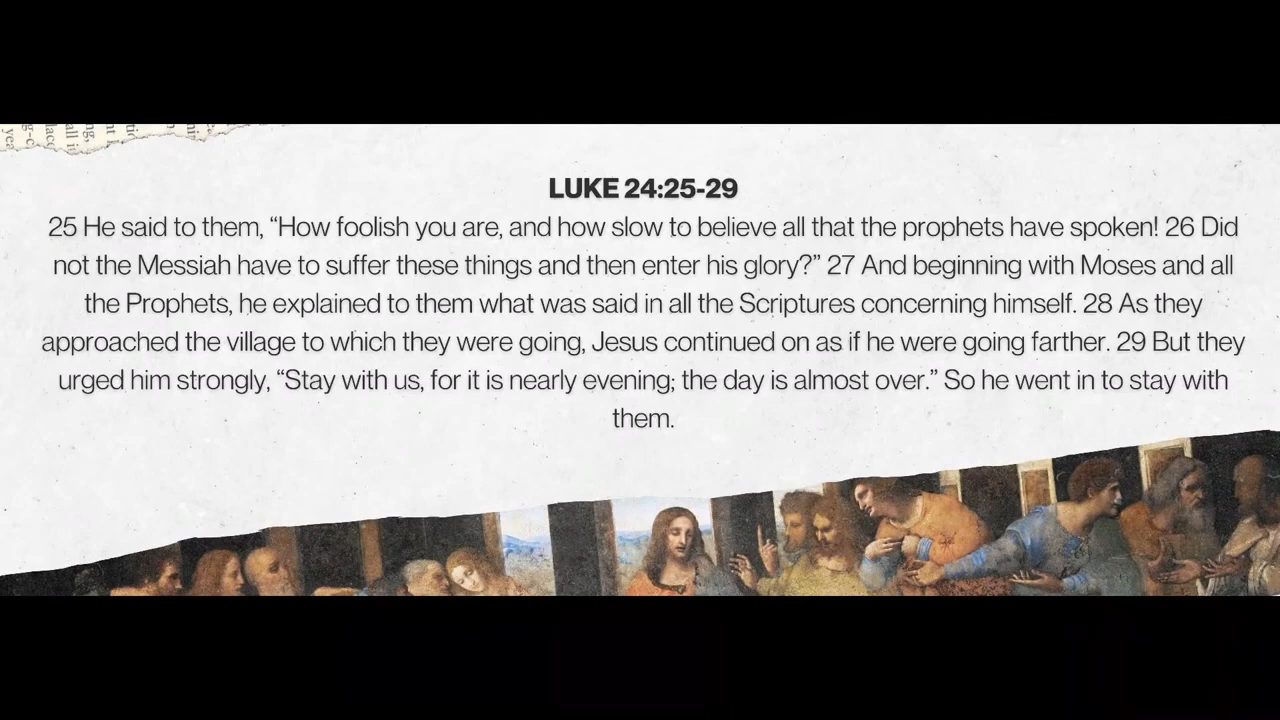 LUKE 24:25-29
25 He said to them, “How foolish you are, and how slow to believe all that the prophets have spoken! 26 Did
not the Messiah have to suffer these things and then enter his glory?” 27 And beginning with Moses and all
the Prophets, he explained to them what was said in all the Scriptures concerning himself. 28 As they
approached the village to which they were going, Jesus continued on as if he were going farther. 29 But they
urged him strongly, “Stay with us, for it is nearly evening; the day is almost over.” So he went in to stay with
them.